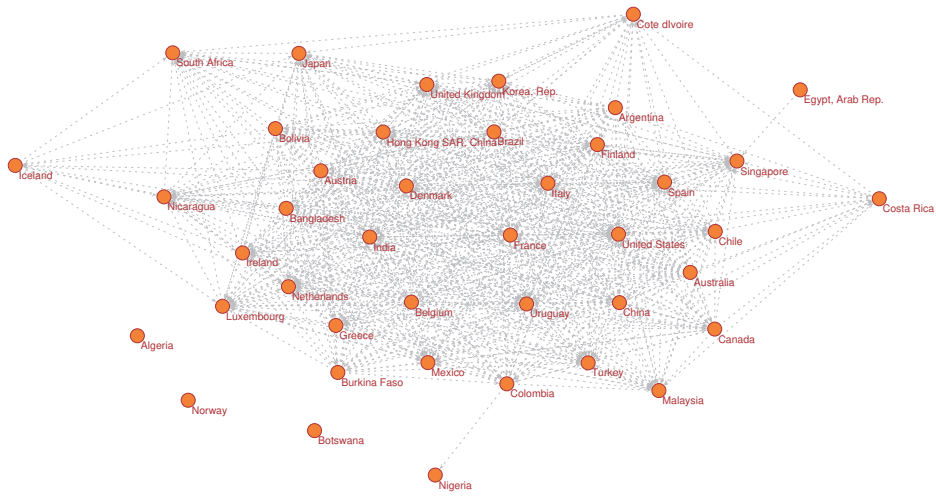 Cote dIvoire
South Africa
Japan
United Kingdom
Korea, Rep.
Egypt, Arab Rep.
Argentina
Bolivia
Hong Kong SAR, China
Brazil
Finland
Singapore
Iceland
Austria
Denmark
Italy
Spain
Nicaragua
Costa Rica
Bangladesh
India
France
United States
Chile
Ireland
Australia
Netherlands
Luxembourg
Belgium
Uruguay
China
Greece
Canada
Algeria
Mexico
Turkey
Burkina Faso
Colombia
Malaysia
Norway
Botswana
Nigeria